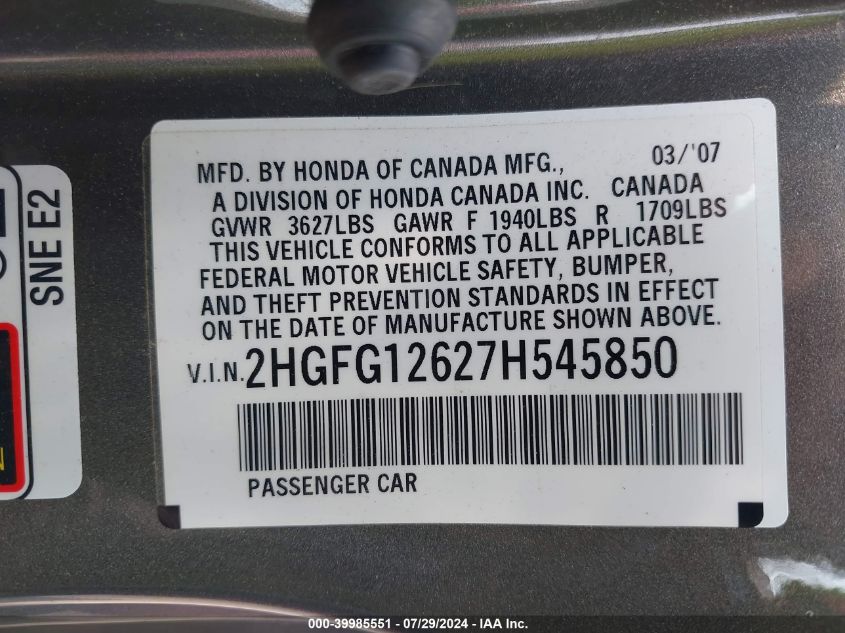 MFD. BY HONDA OF CANADA MFG., 03/'07
A DIVISION OF HONDA CANADA INC. CANADA
GVWR 3627LBS GAWR F 1940LBS R 1709LBS
THIS VEHICLE CONFORMS TO ALL APPLICABLE
FEDERAL MOTOR VEHICLE SAFETY, BUMPER,
AND THEFT PREVENTION STANDARDS IN EFFECT
ON THE DATE OF MANUFACTURE SHOWN ABOVE.
V.I.N. 2HGFG12627H545850
PASSENGER CAR
SNE E2
000-39985551 - 07/29/2024 - IAA Inc.